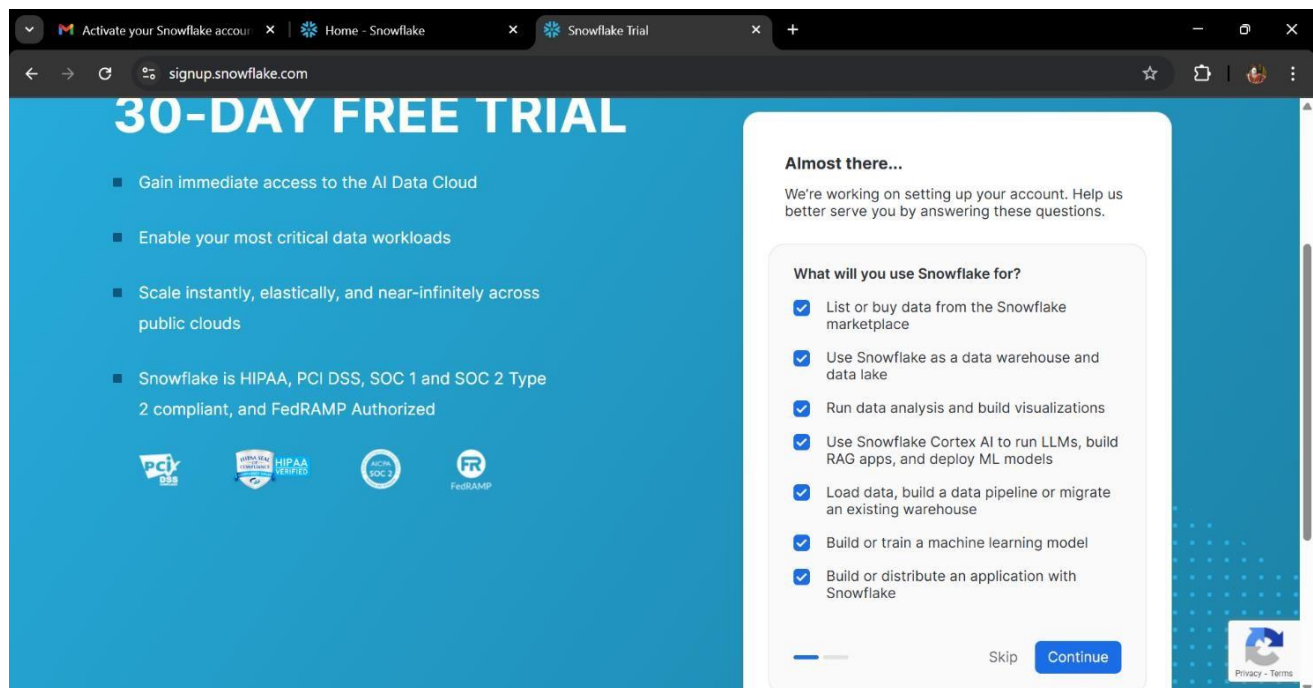 Activate your Snowflake accoun
Home - Snowflake
Snowflake Trial
signup.snowflake.com
30-DAY FREE TRIAL
Gain immediate access to the AI Data Cloud
Enable your most critical data workloads
Scale instantly, elastically, and near-infinitely across
public clouds
Snowflake is HIPAA, PCI DSS, SOC 1 and SOC 2 Type
2 compliant, and FedRAMP Authorized
PCI
DSS
HIPAA
VERIFIED
AICPA
SOC 2
FR
FedRAMP
Almost there...
We're working on setting up your account. Help us
better serve you by answering these questions.
What will you use Snowflake for?
List or buy data from the Snowflake
marketplace
Use Snowflake as a data warehouse and
data lake
Run data analysis and build visualizations
Use Snowflake Cortex AI to run LLMs, build
RAG apps, and deploy ML models
Load data, build a data pipeline or migrate
an existing warehouse
Build or train a machine learning model
Build or distribute an application with
Snowflake
Skip
Continue
Privacy - Terms